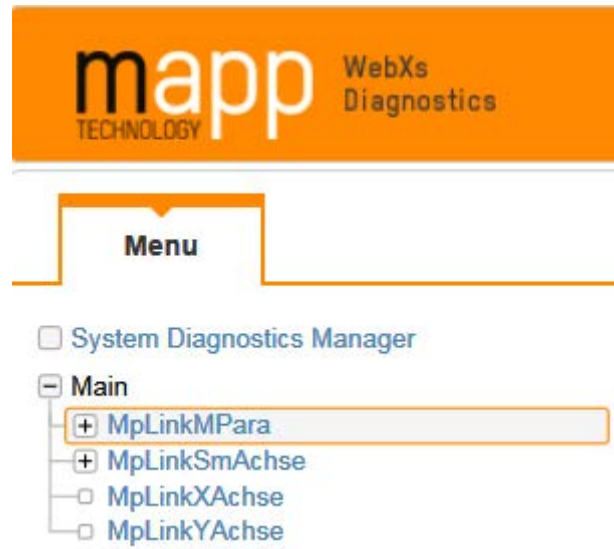 mapp
TECHNOLOGY
WebXs
Diagnostics
Menu
System Diagnostics Manager
Main
MpLinkMPara
MpLinkSmAchse
MpLinkXAchse
MpLinkYAchse